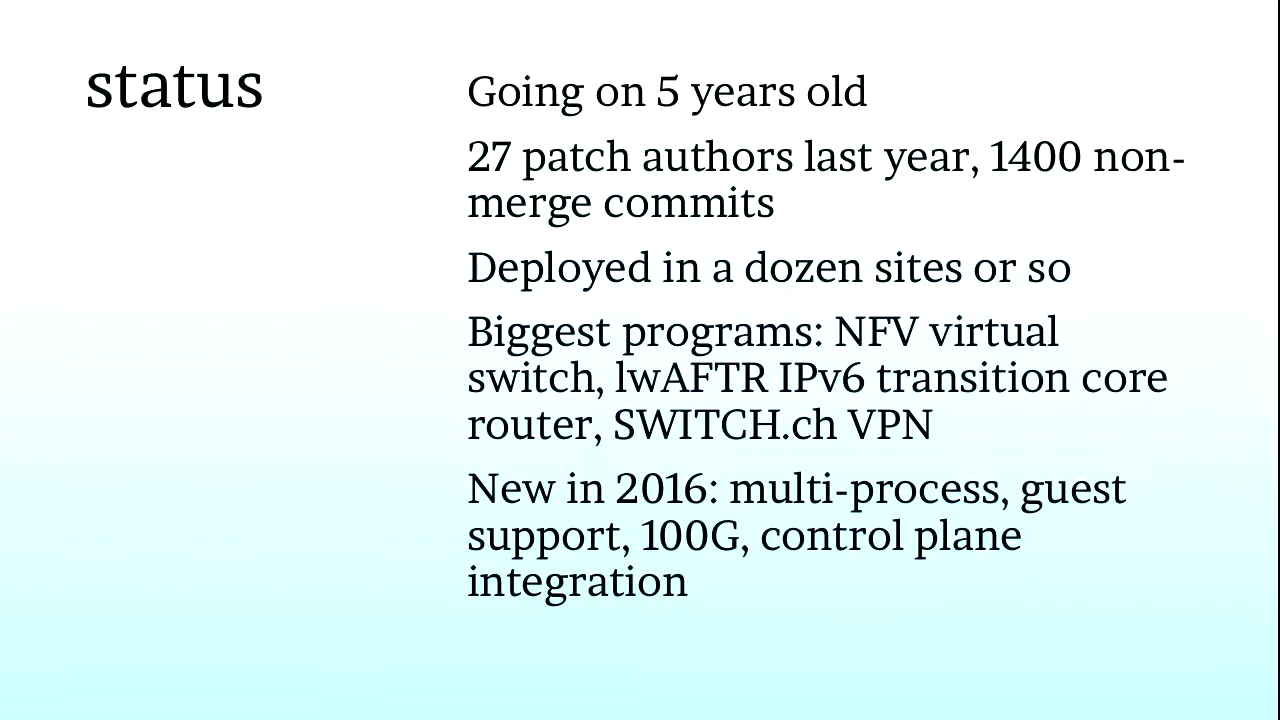 status
Going on 5 years old
27 patch authors last year, 1400 non-
merge commits
Deployed in a dozen sites or so
Biggest programs: NFV virtual
switch, lwAFTR IPv6 transition core
router, SWITCH.ch VPN
New in 2016: multi-process, guest
support, 100G, control plane
integration